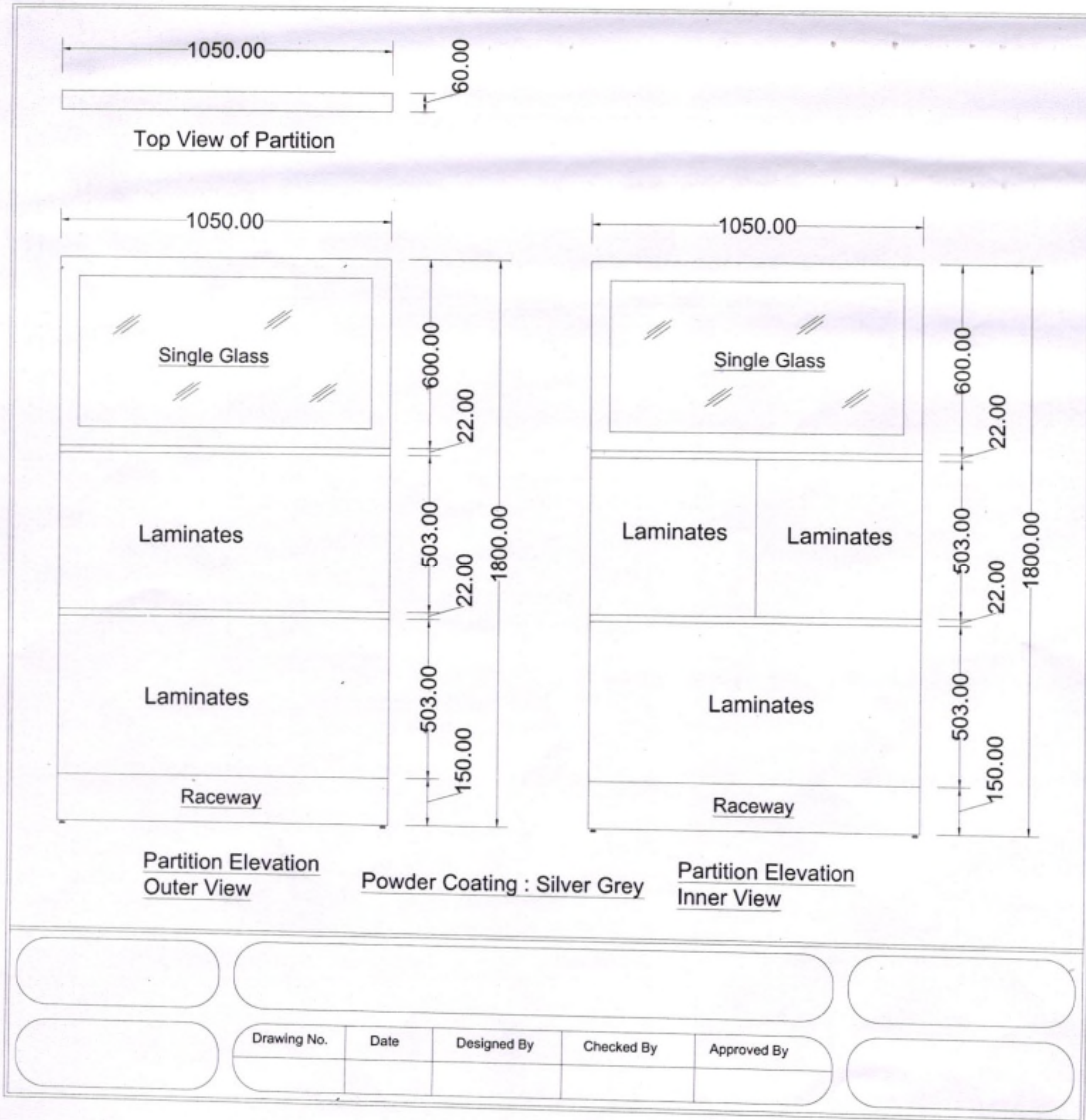 1050.00
60.00
Top View of Partition
1050.00
1050.00
Single Glass
600.00
22.00
Laminates
503.00
1800.00
22.00
Laminates
503.00
150.00
Raceway
Single Glass
600.00
22.00
Laminates
Laminates
503.00
1800.00
22.00
Laminates
503.00
150.00
Raceway
Partition Elevation
Outer View
Powder Coating : Silver Grey
Partition Elevation
Inner View
Drawing No.
Date
Designed By
Checked By
Approved By